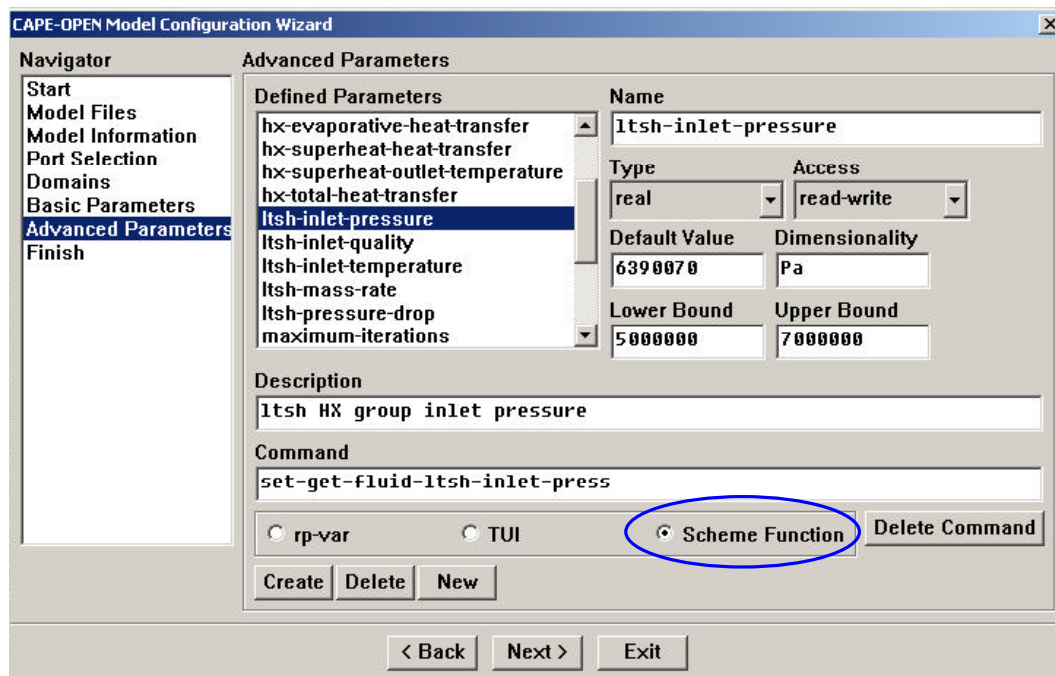 CAPE-OPEN Model Configuration Wizard
Navigator
Start
Model Files
Model Information
Port Selection
Domains
Basic Parameters
Advanced Parameters
Finish
Advanced Parameters
Defined Parameters
hx-evaporative-heat-transfer
hx-superheat-heat-transfer
hx-superheat-outlet-temperature
hx-total-heat-transfer
ltsh-inlet-pressure
ltsh-inlet-quality
ltsh-inlet-temperature
ltsh-mass-rate
ltsh-pressure-drop
maximum-iterations
Name
ltsh-inlet-pressure
Type Access
real read-write
Default Value Dimensionality
6390070 Pa
Lower Bound Upper Bound
5000000 7000000
Description
ltsh HX group inlet pressure
Command
set-get-fluid-ltsh-inlet-press
rp-var TUI Scheme Function Delete Command
Create Delete New
< Back Next > Exit